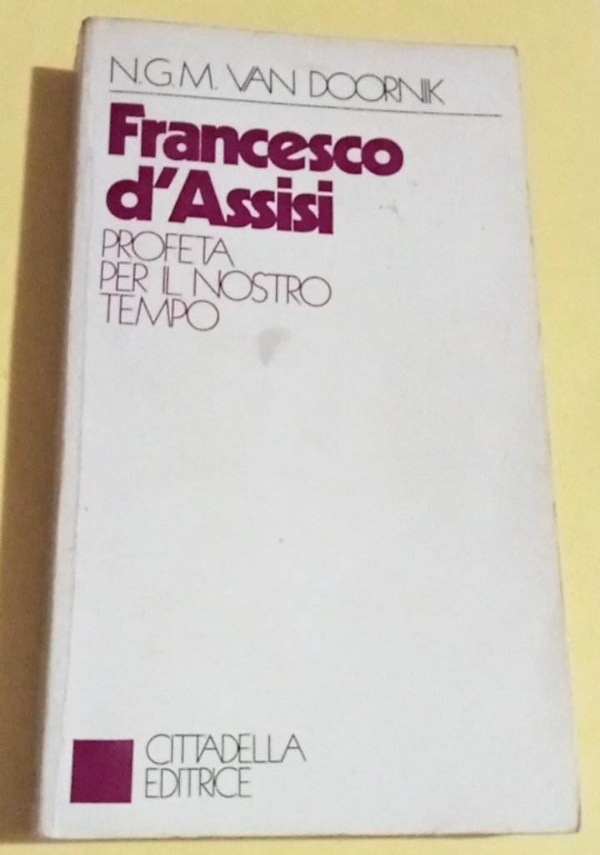 N.G.M. VAN DOORNIK
Francesco
d'Assisi
PROFETA
PER IL NOSTRO
TEMPO
CITTADELLA
EDITRICE